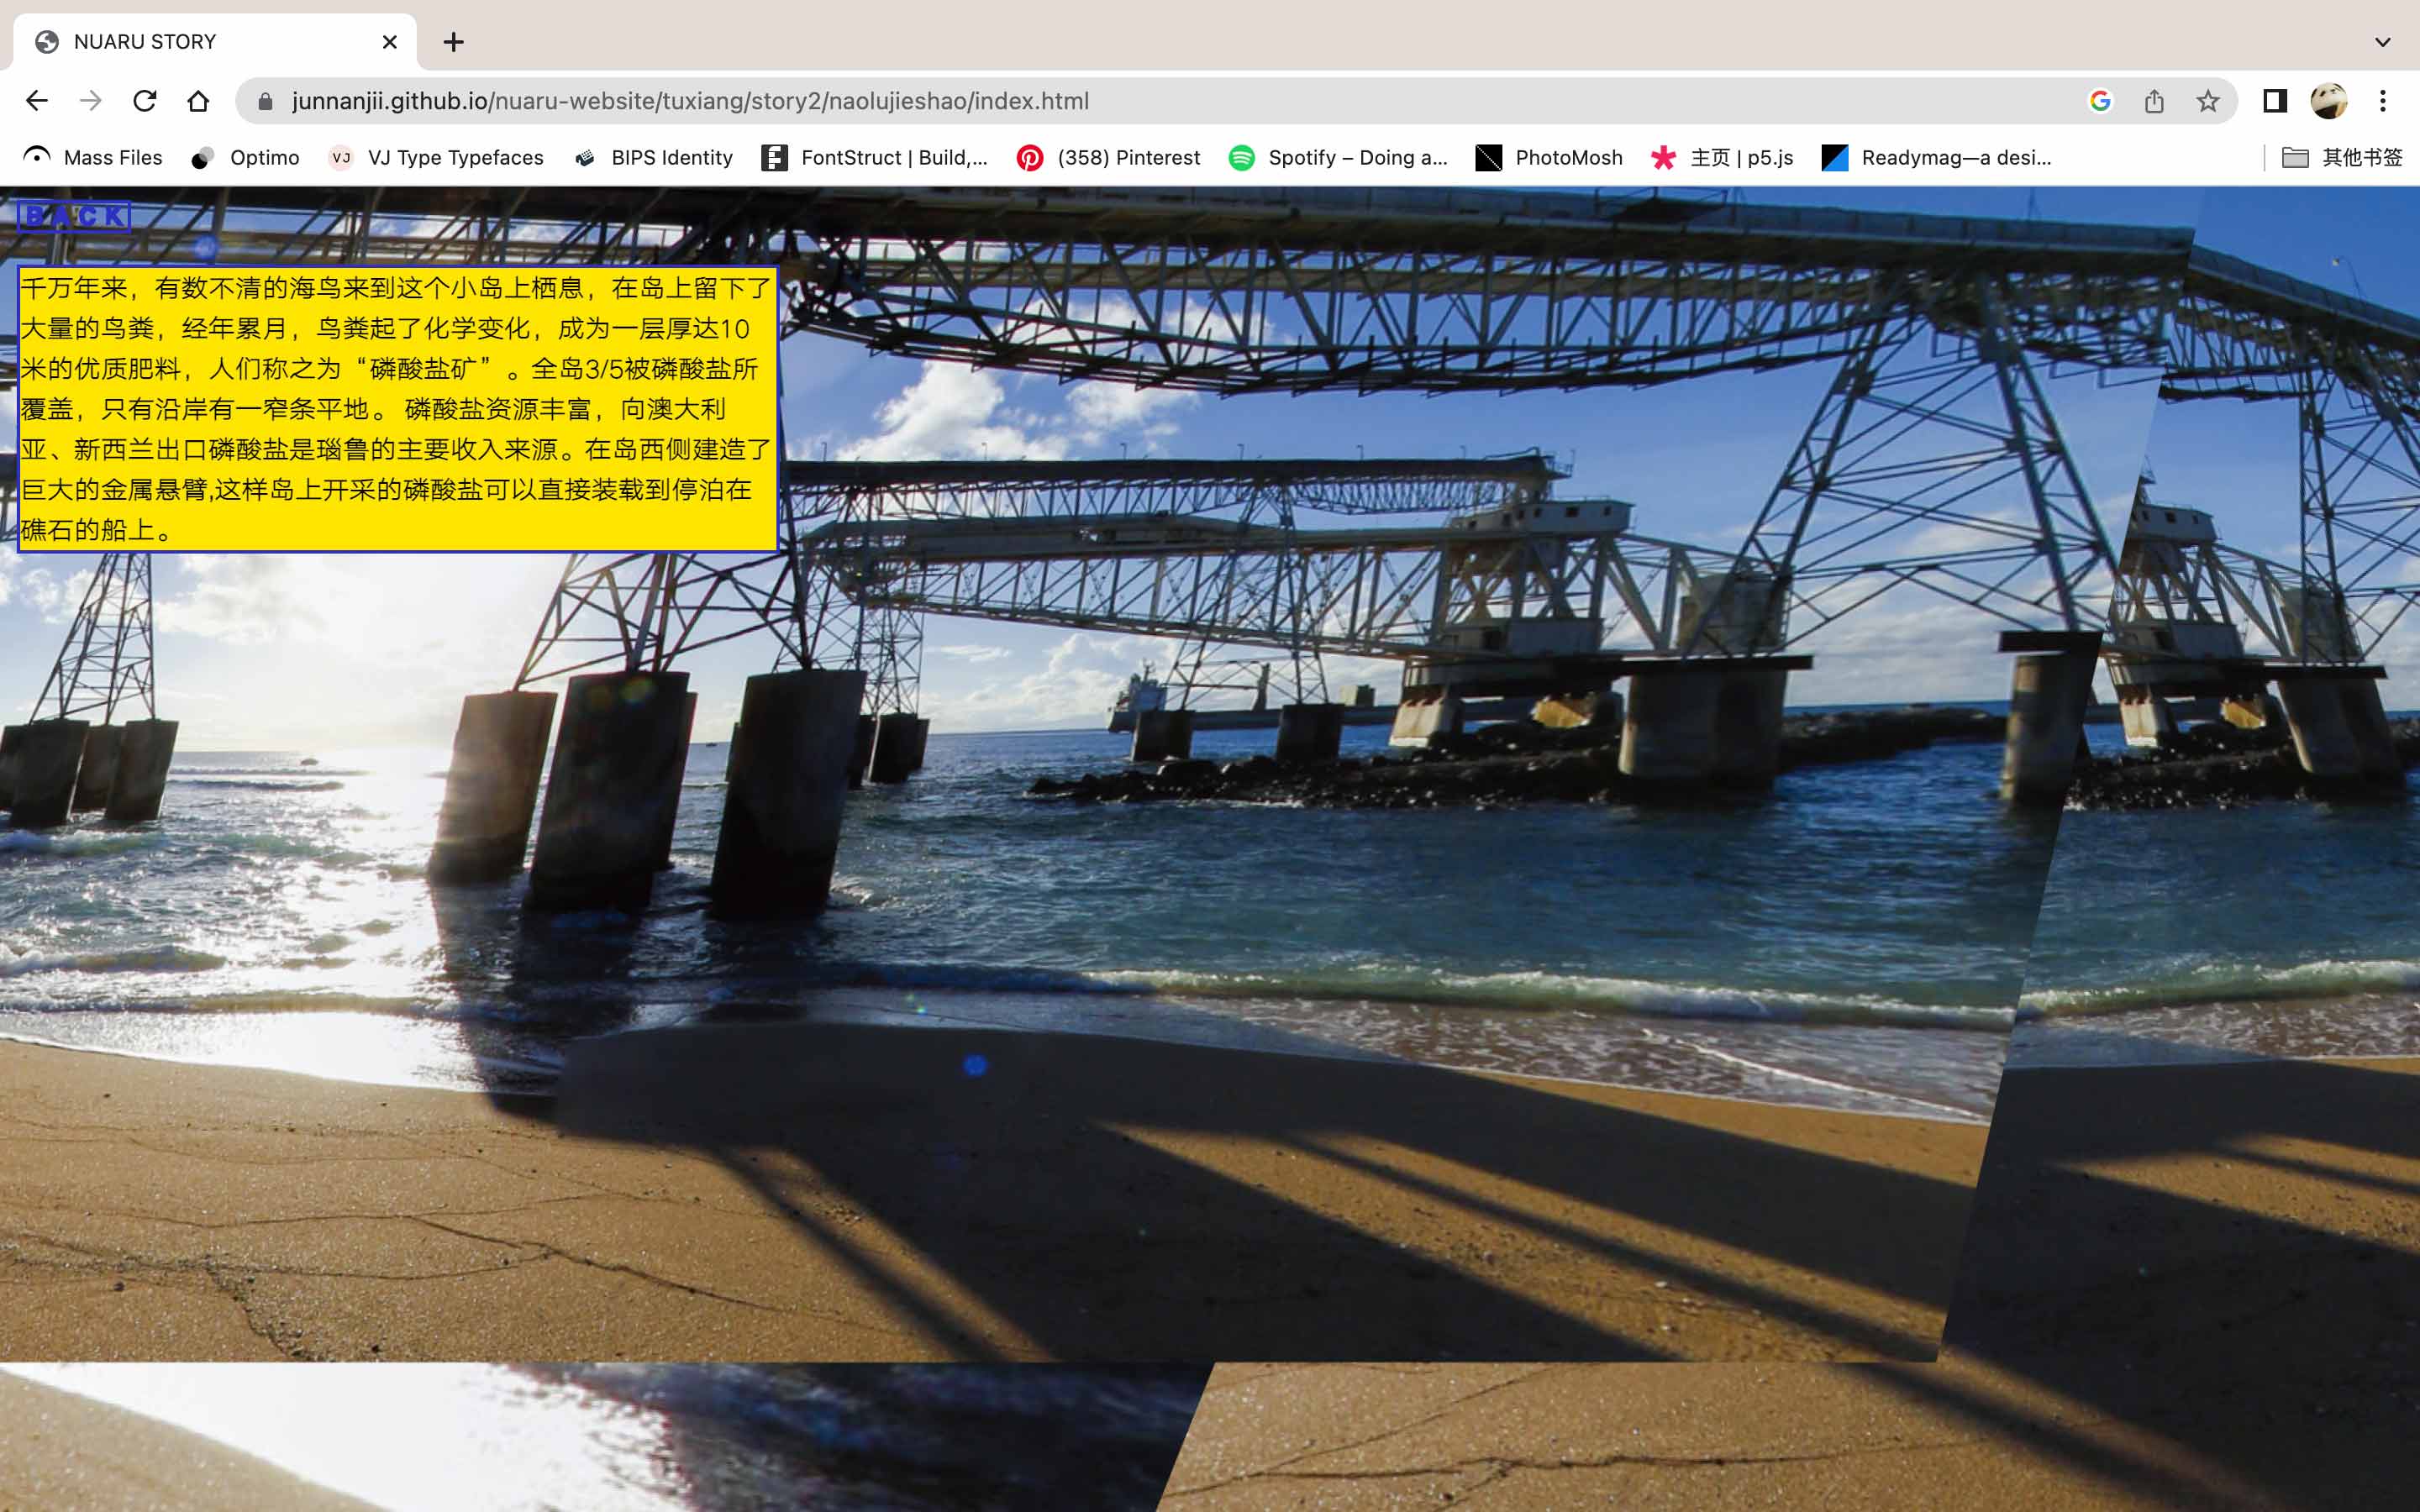 NUARU STORY
junnanjii.github.io/nuaru-website/tuxiang/story2/naolujieshao/index.html
Mass Files
Optimo
VJ
VJ Type Typefaces
BIPS Identity
FontStruct | Build,...
(358) Pinterest
Spotify – Doing a...
PhotoMosh
主页 | p5.js
Readymag—a desi...
其他书签
BACK
千万年来，有数不清的海鸟来到这个小岛上栖息，在岛上留下了
大量的鸟粪，经年累月，鸟粪起了化学变化，成为一层厚达10
米的优质肥料，人们称之为“磷酸盐矿”。全岛3/5被磷酸盐所
覆盖，只有沿岸有一窄条平地。 磷酸盐资源丰富，向澳大利
亚、新西兰出口磷酸盐是瑙鲁的主要收入来源。在岛西侧建造了
巨大的金属悬臂,这样岛上开采的磷酸盐可以直接装载到停泊在
礁石的船上。